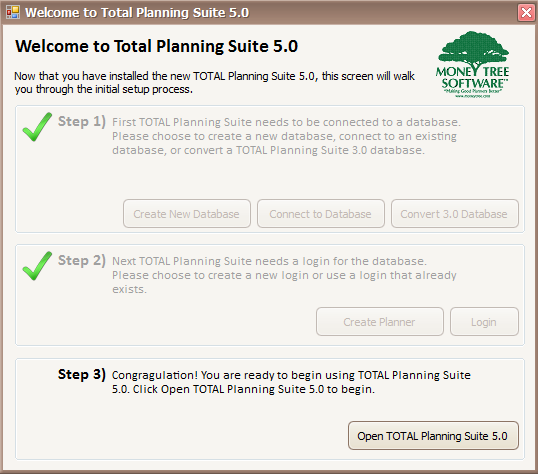 Welcome to Total Planning Suite 5.0
Welcome to Total Planning Suite 5.0
MONEY TREE
SOFTWARE™
"Making Good Planners Better"
www.moneytree.com
Now that you have installed the new TOTAL Planning Suite 5.0, this screen will walk
you through the initial setup process.
Step 1) First TOTAL Planning Suite needs to be connected to a database.
Please choose to create a new database, connect to an existing
database, or convert a TOTAL Planning Suite 3.0 database.
Create New Database Connect to Database Convert 3.0 Database
Step 2) Next TOTAL Planning Suite needs a login for the database.
Please choose to create a new login or use a login that already
exists.
Create Planner Login
Step 3) Congragulation! You are ready to begin using TOTAL Planning Suite
5.0. Click Open TOTAL Planning Suite 5.0 to begin.
Open TOTAL Planning Suite 5.0